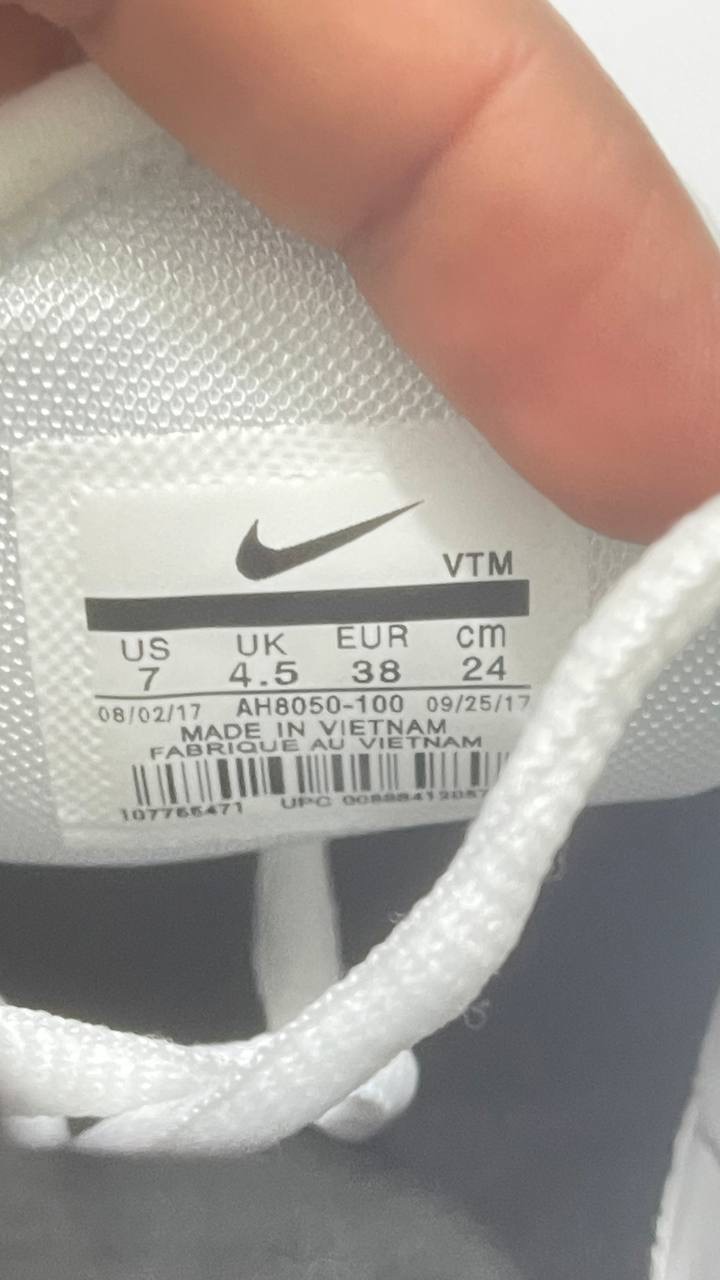 VTM
US UK EUR cm
7 4.5 38 24
08/02/17 AH8050-100 09/25/17
MADE IN VIETNAM
FABRIQUE AU VIETNAM
107765471 UPC